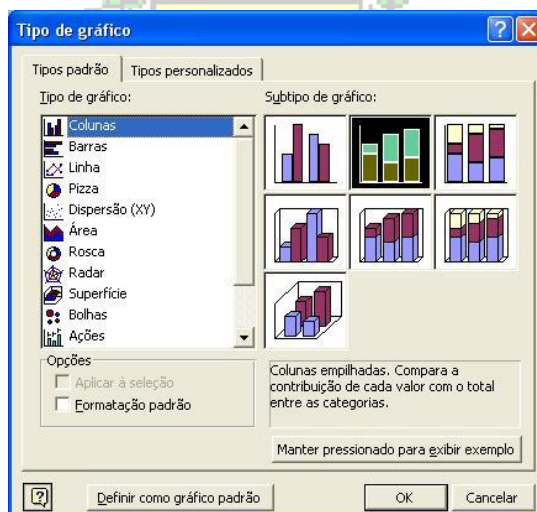 Tipo de gráfico
Tipos padrão
Tipos personalizados
Tipo de gráfico:
Subtipo de gráfico:
Colunas
Barras
Linha
Pizza
Dispersão (XY)
Área
Rosca
Radar
Superfície
Bolhas
Ações
Opções
Aplicar à seleção
Formatação padrão
Colunas empilhadas. Compara a
contribuição de cada valor com o total
entre as categorias.
Manter pressionado para exibir exemplo
Definir como gráfico padrão
OK
Cancelar